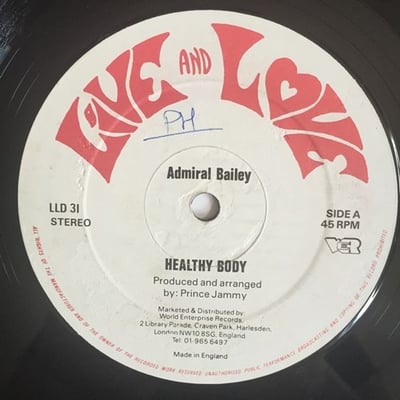 LIVE AND LOVE
PH
Admiral Bailey
LLD 31
STEREO
SIDE A
45 RPM
WER
HEALTHY BODY
Produced and arranged
by: Prince Jammy
Marketed & Distributed by:
World Enterprise Records,
2 Library Parade, Craven Park, Harlesden,
London NW10 8SG, England.
Tel: 01-965 6497
Made in England
ALL RIGHTS OF THE MANUFACTURER AND OF THE OWNER OF THE RECORDED WORK RESERVED UNAUTHORISED PUBLIC PERFORMANCE BROADCASTING AND COPYING OF THIS RECORD PROHIBITED